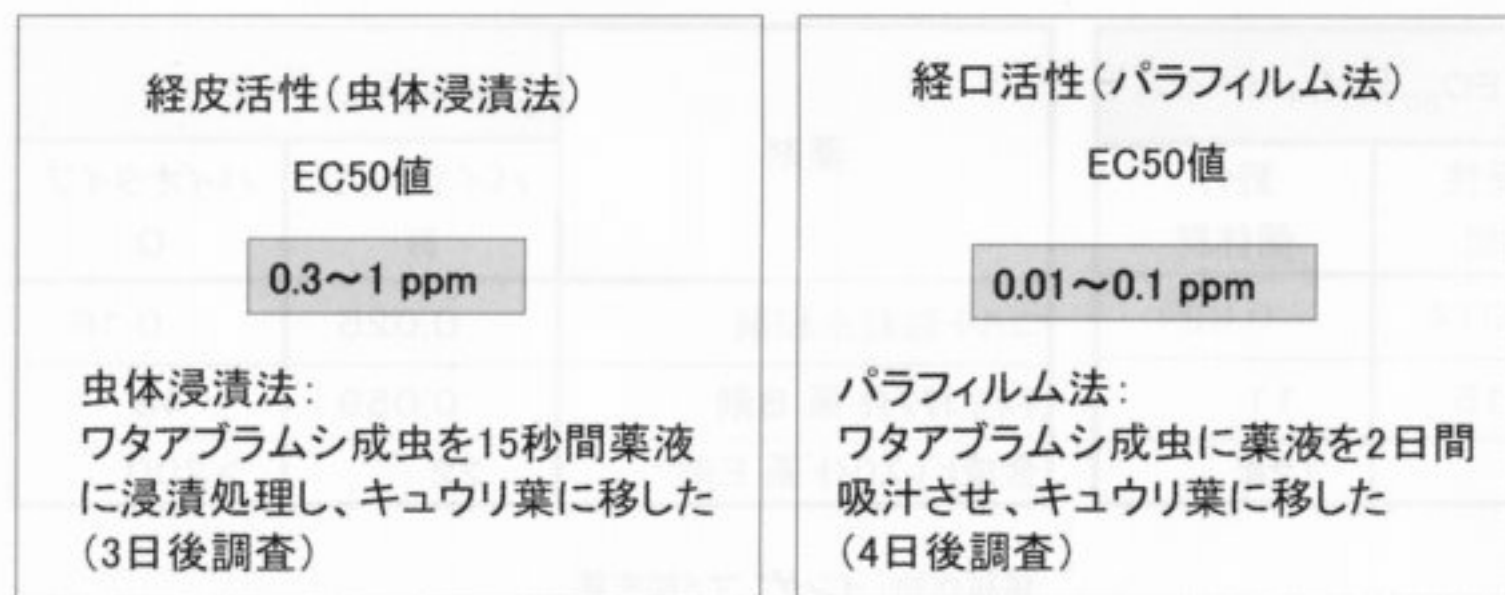 経皮活性(虫体浸漬法)
EC50値
0.3～1 ppm
虫体浸漬法:
ワタアブラムシ成虫を15秒間薬液
に浸漬処理し、キュウリ葉に移した
(3日後調査)
経口活性(パラフィルム法)
EC50値
0.01～0.1 ppm
パラフィルム法:
ワタアブラムシ成虫に薬液を2日間
吸汁させ、キュウリ葉に移した
(4日後調査)